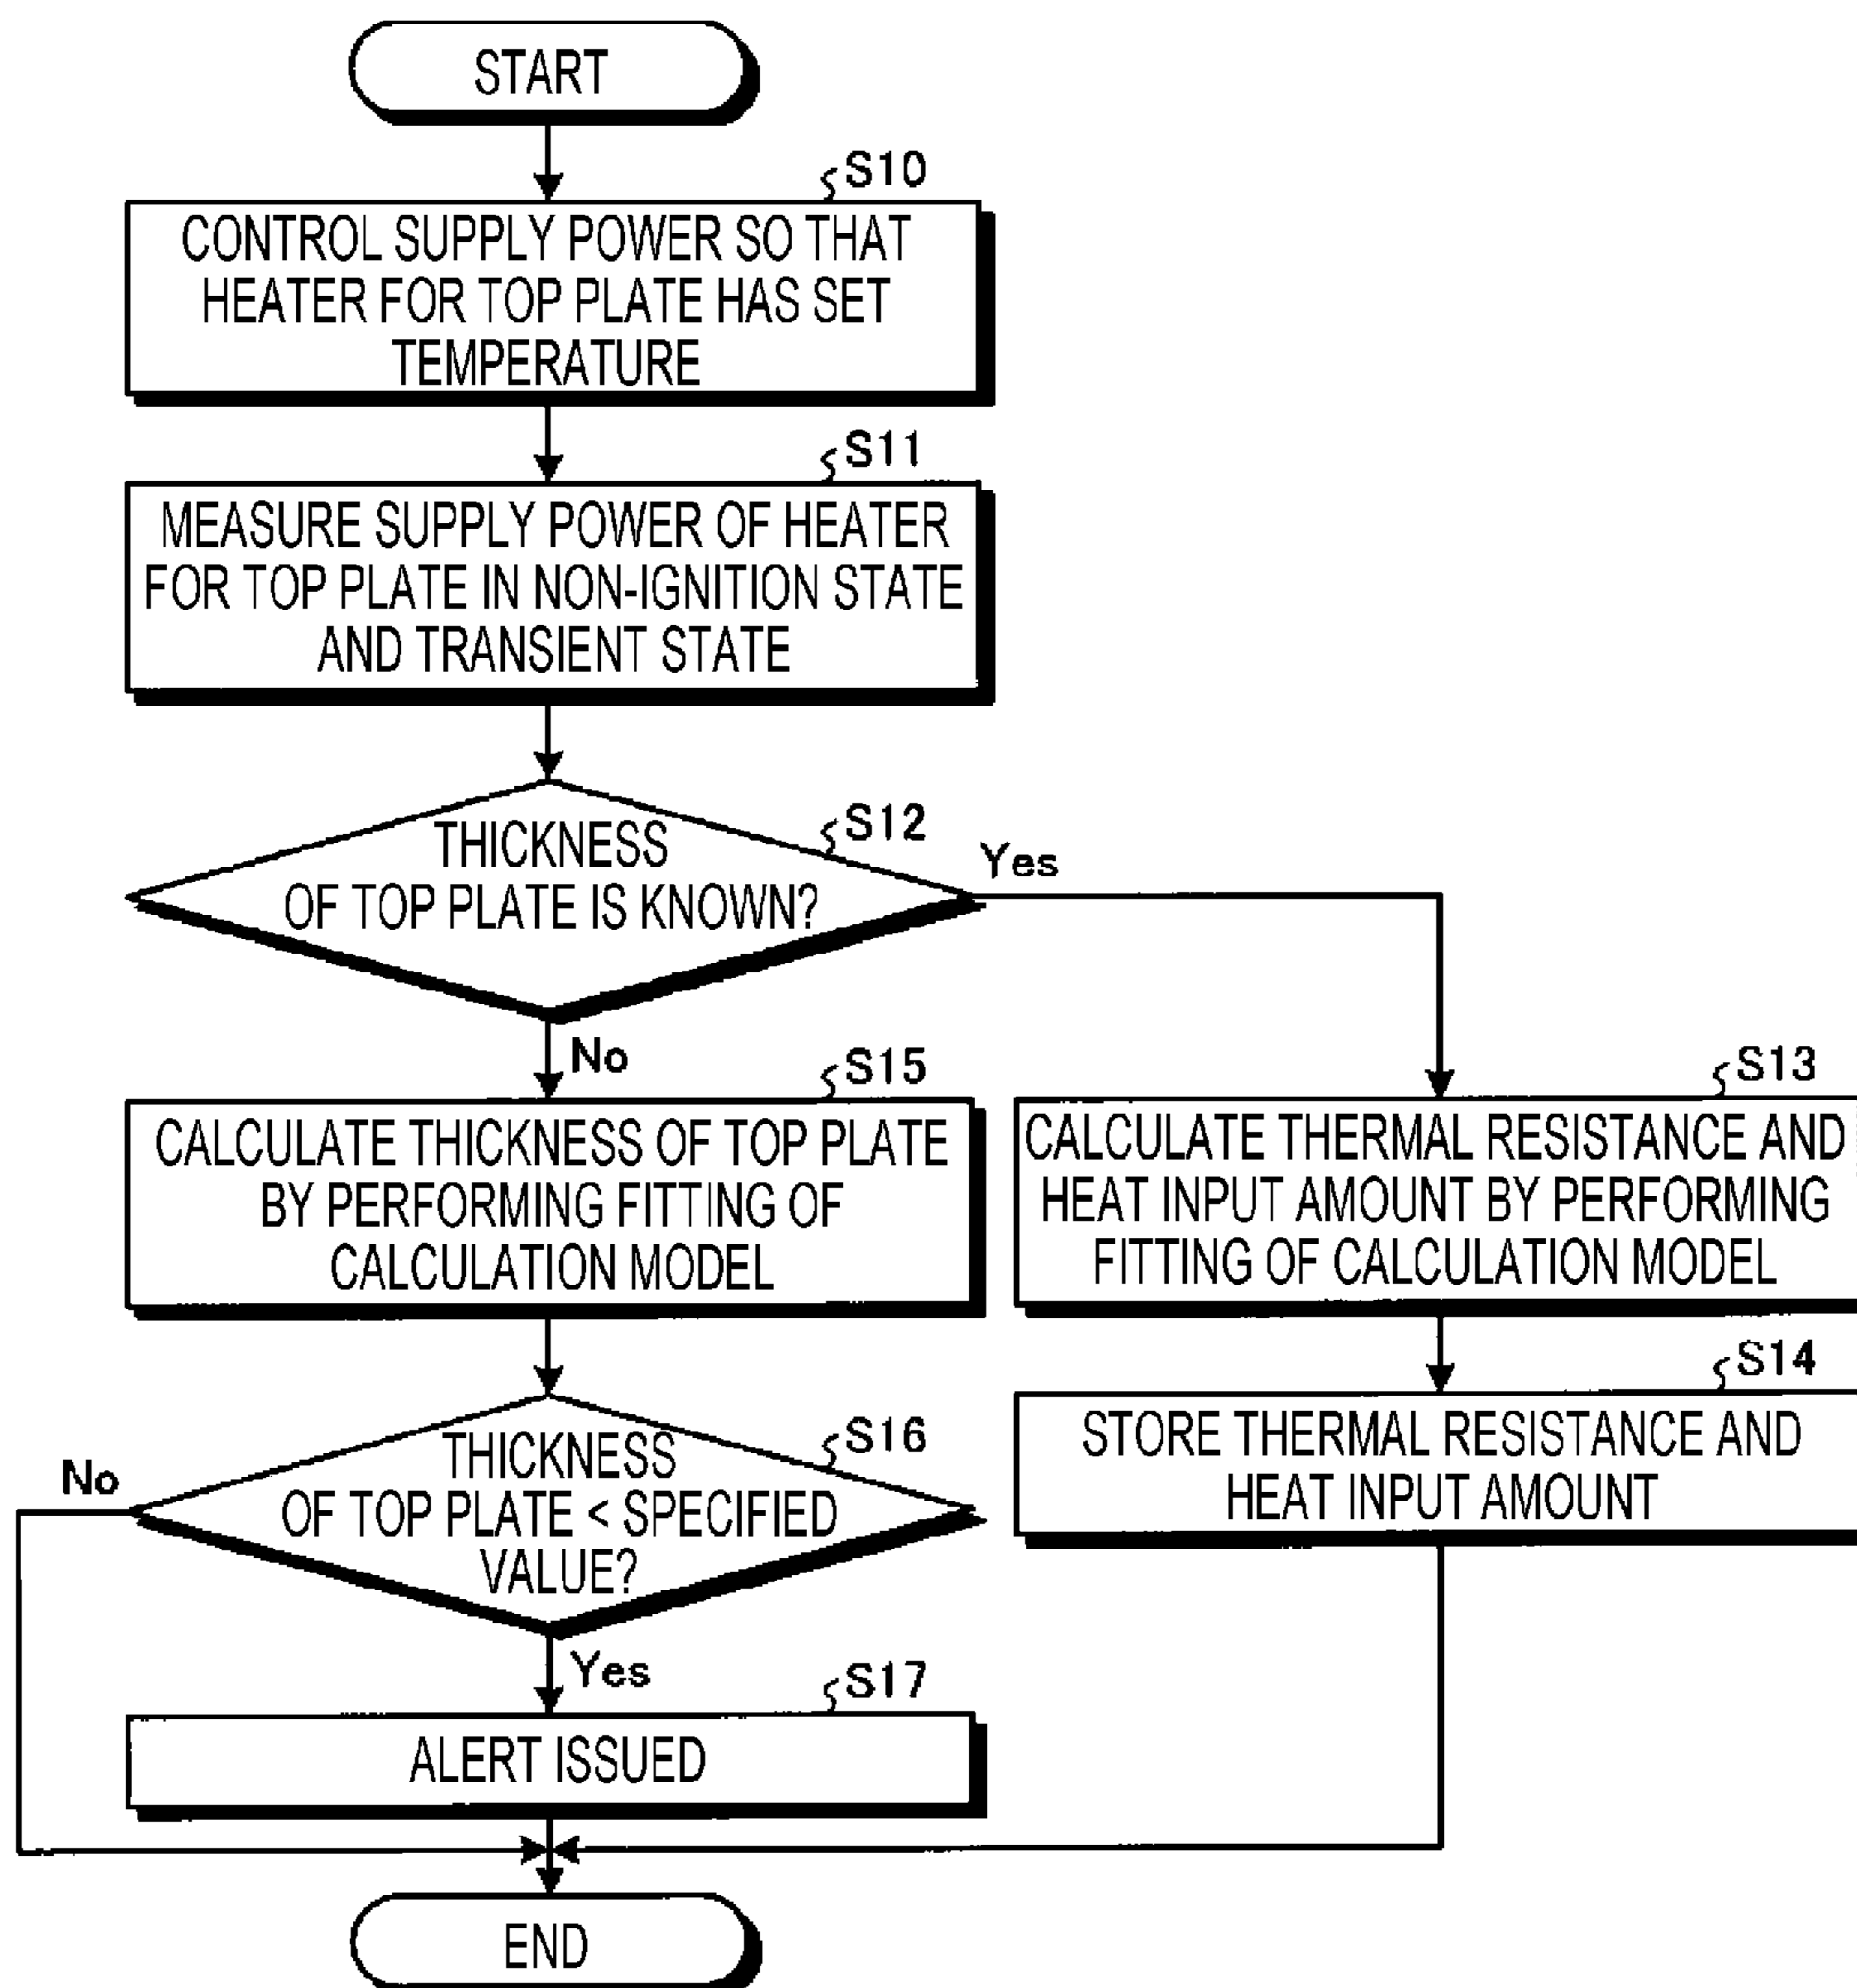 START
S10
CONTROL SUPPLY POWER SO THAT
HEATER FOR TOP PLATE HAS SET
TEMPERATURE
S11
MEASURE SUPPLY POWER OF HEATER
FOR TOP PLATE IN NON-IGNITION STATE
AND TRANSIENT STATE
S12
THICKNESS
OF TOP PLATE IS KNOWN?
Yes
No
S15
CALCULATE THICKNESS OF TOP PLATE
BY PERFORMING FITTING OF
CALCULATION MODEL
S13
CALCULATE THERMAL RESISTANCE AND
HEAT INPUT AMOUNT BY PERFORMING
FITTING OF CALCULATION MODEL
S14
STORE THERMAL RESISTANCE AND
HEAT INPUT AMOUNT
S16
THICKNESS
OF TOP PLATE < SPECIFIED
VALUE?
No
Yes
S17
ALERT ISSUED
END